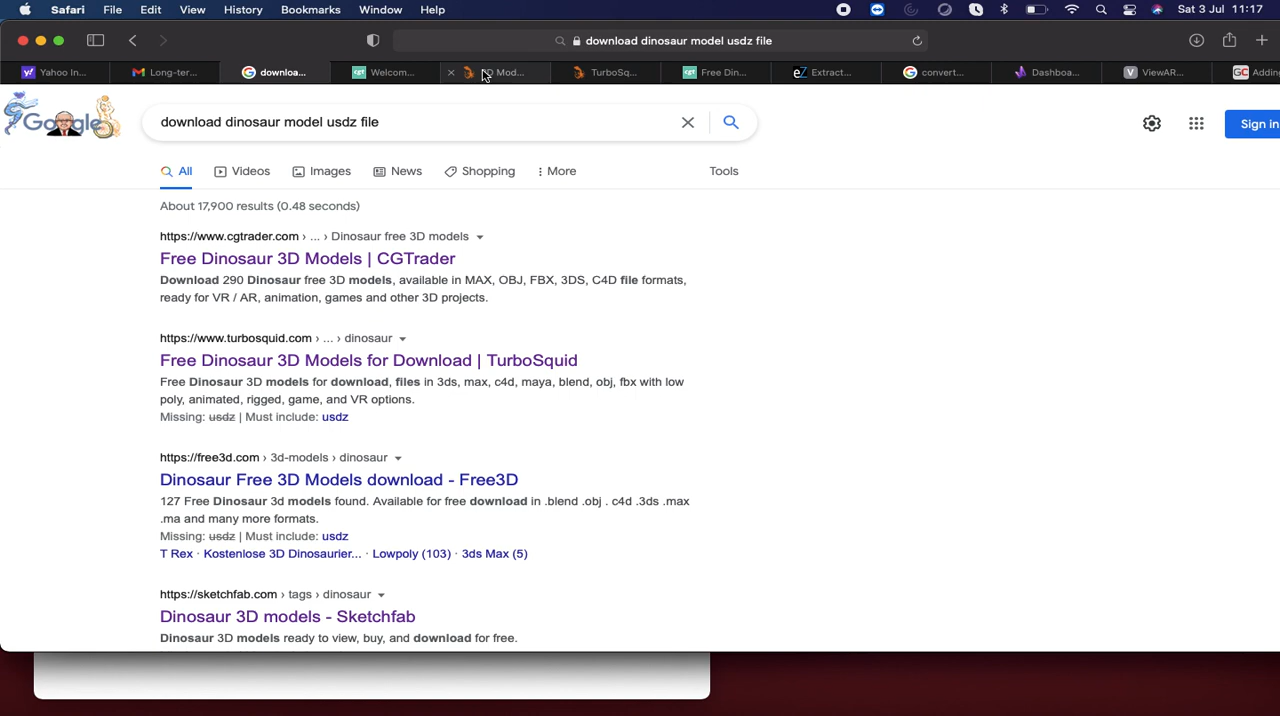 Safari File Edit View History Bookmarks Window Help Sat 3 Jul 11:17
download dinosaur model usdz file
Yahoo In... Long-ter... downloa... Welcom... 3D Mod... TurboSq... Free Din... Extract... convert... Dashboa... ViewAR... Adding
Google download dinosaur model usdz file Sign in
All Videos Images News Shopping More Tools
About 17,900 results (0.48 seconds)
https://www.cgtrader.com › ... › Dinosaur free 3D models
Free Dinosaur 3D Models | CGTrader
Download 290 Dinosaur free 3D models, available in MAX, OBJ, FBX, 3DS, C4D file formats,
ready for VR / AR, animation, games and other 3D projects.
https://www.turbosquid.com › ... › dinosaur
Free Dinosaur 3D Models for Download | TurboSquid
Free Dinosaur 3D models for download, files in 3ds, max, c4d, maya, blend, obj, fbx with low
poly, animated, rigged, game, and VR options.
Missing: usdz | Must include: usdz
https://free3d.com › 3d-models › dinosaur
Dinosaur Free 3D Models download - Free3D
127 Free Dinosaur 3d models found. Available for free download in .blend .obj . c4d .3ds .max
.ma and many more formats.
Missing: usdz | Must include: usdz
T Rex · Kostenlose 3D Dinosaurier... · Lowpoly (103) · 3ds Max (5)
https://sketchfab.com › tags › dinosaur
Dinosaur 3D models - Sketchfab
Dinosaur 3D models ready to view, buy, and download for free.